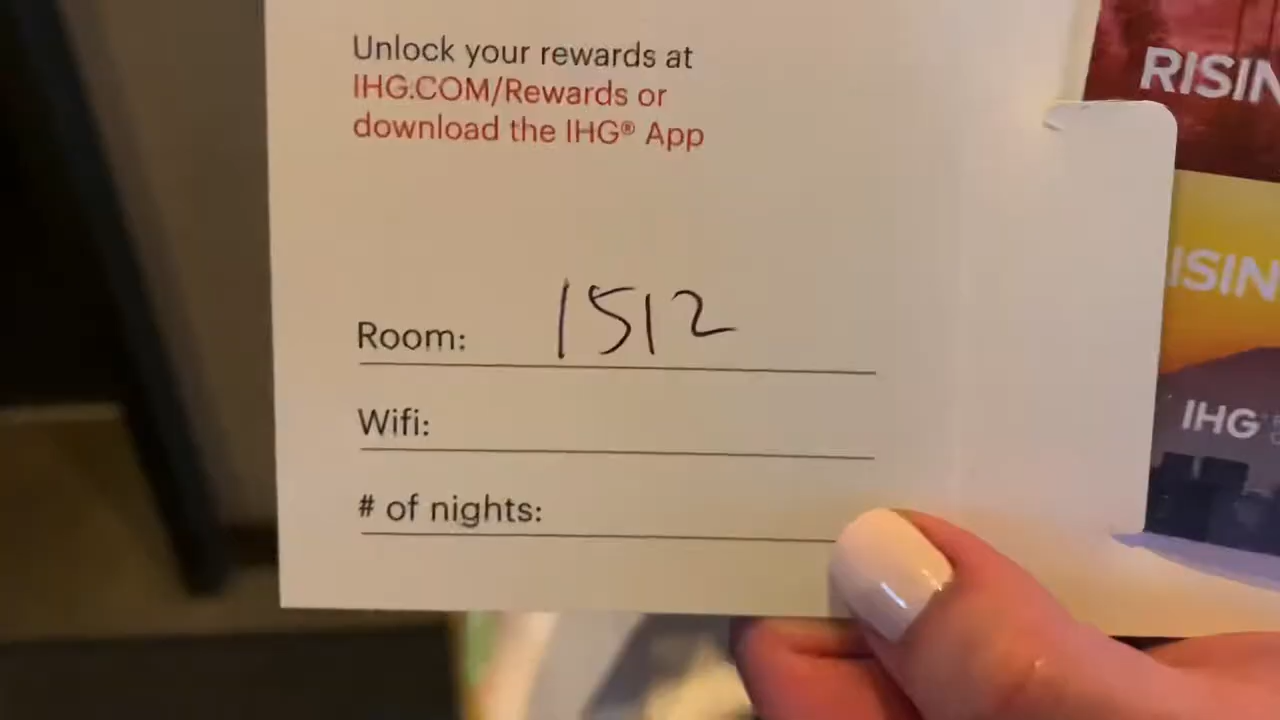 Unlock your rewards at
IHG.COM/Rewards or
download the IHG® App
Room: 1512
Wifi:
# of nights:
RISIN
ISIN
IHG